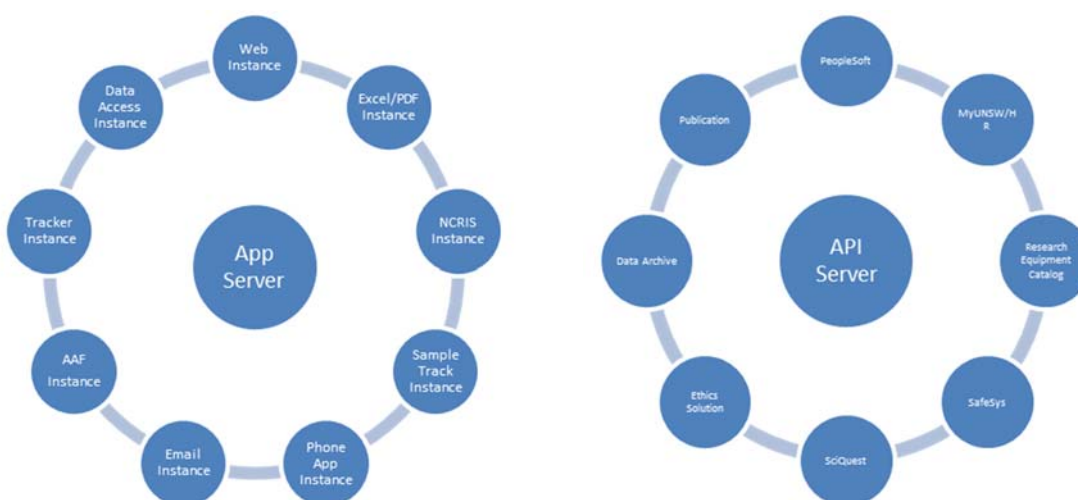 Web
Instance
Excel/PDF
Instance
NCRIS
Instance
Sample
Track
Instance
Phone
App
Instance
Email
Instance
AAF
Instance
Tracker
Instance
Data
Access
Instance
App
Server
PeopleSoft
MyUNSW/H
R
Research
Equipment
Catalog
SafeSys
SciQuest
Ethics
Solution
Data Archive
Publication
API
Server